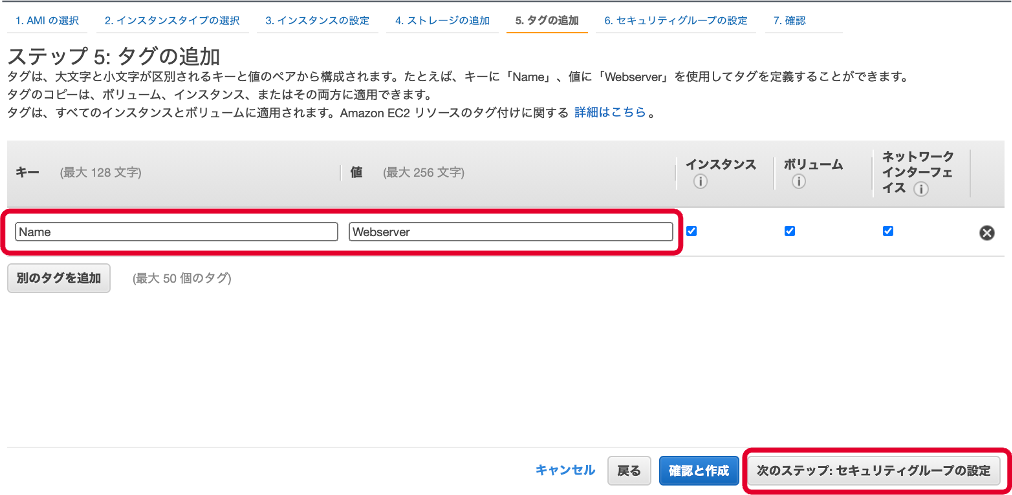 1. AMI の選択 2. インスタンスタイプの選択 3. インスタンスの設定 4. ストレージの追加 5. タグの追加 6. セキュリティグループの設定 7. 確認
ステップ 5: タグの追加
タグは、大文字と小文字が区別されるキーと値のペアから構成されます。たとえば、キーに「Name」、値に「Webserver」を使用してタグを定義することができます。
タグのコピーは、ボリューム、インスタンス、またはその両方に適用できます。
タグは、すべてのインスタンスとボリュームに適用されます。Amazon EC2 リソースのタグ付けに関する 詳細はこちら 。
キー (最大 128 文字) 値 (最大 256 文字) インスタンス ボリューム ネットワーク
インターフェ
イス
Name Webserver
別のタグを追加 (最大 50 個のタグ)
キャンセル 戻る 確認と作成 次のステップ: セキュリティグループの設定